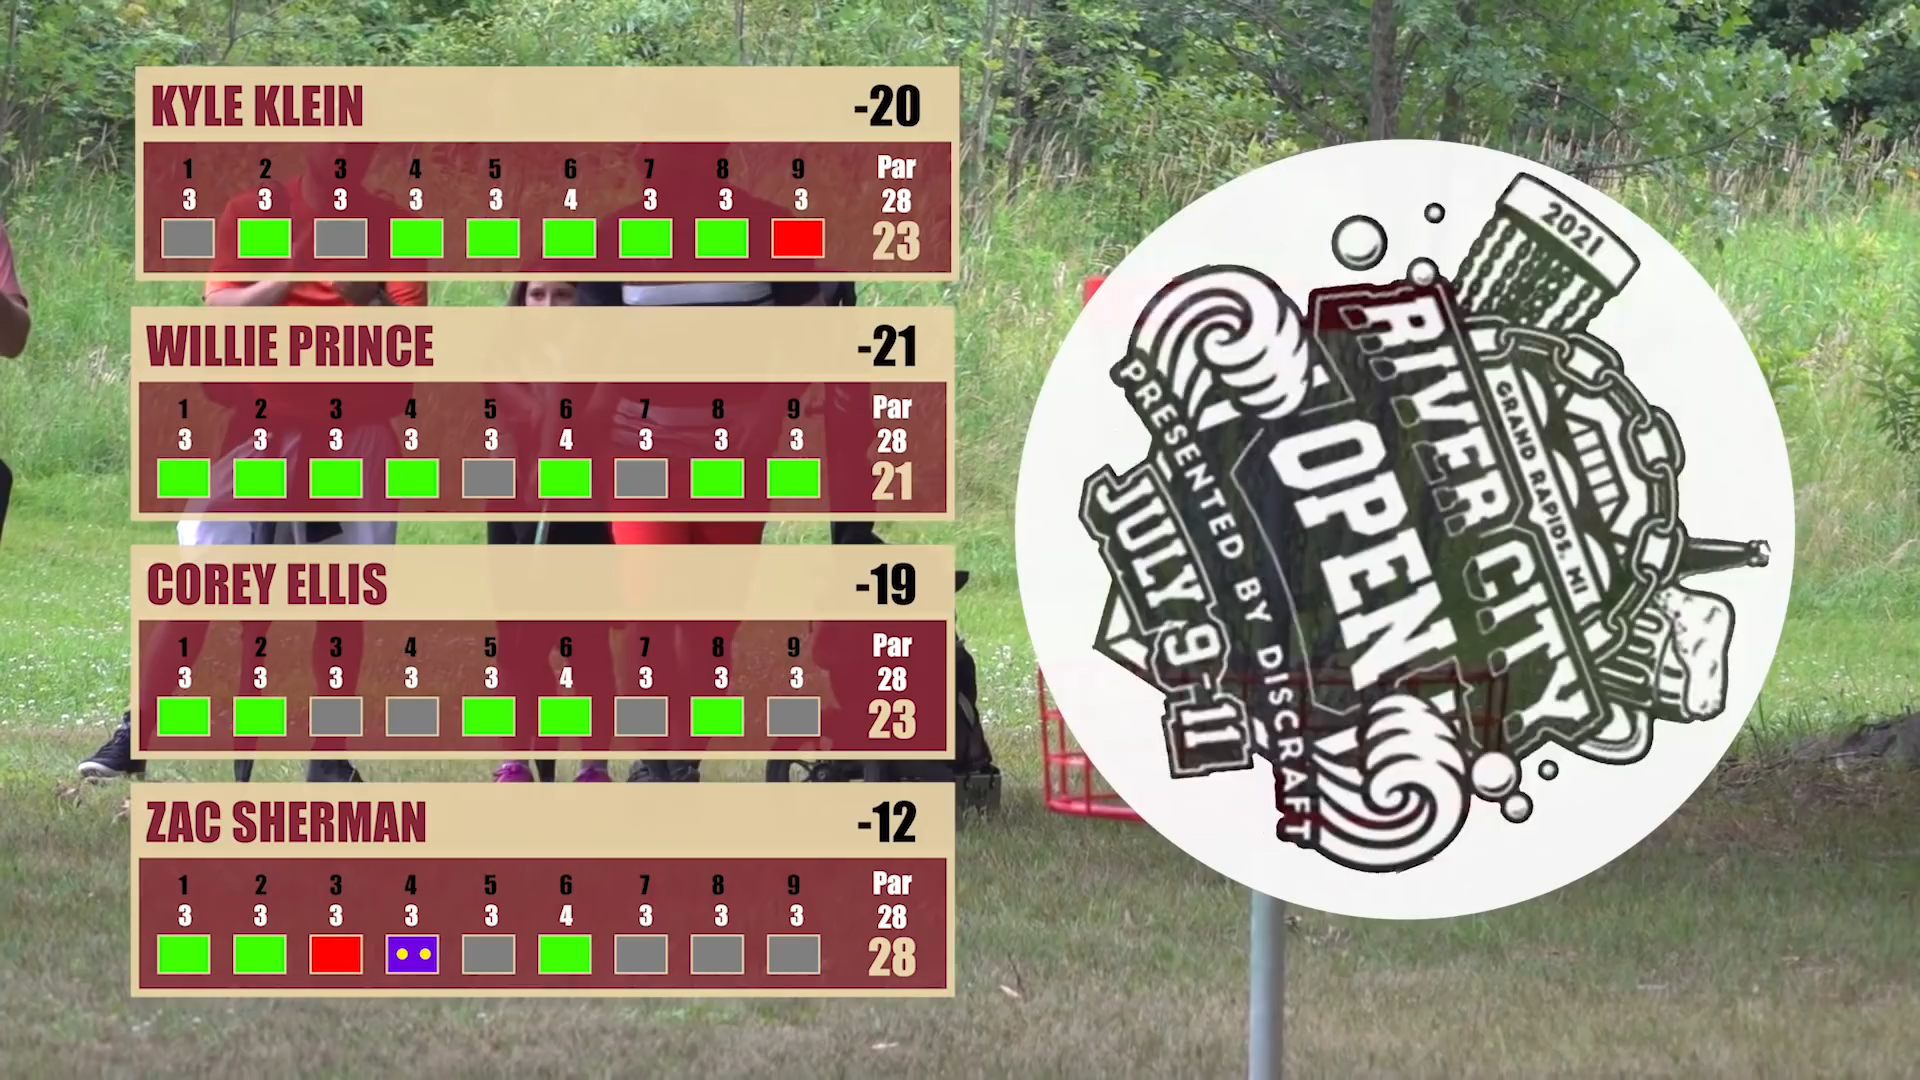 KYLE KLEIN -20
1 2 3 4 5 6 7 8 9 Par
3 3 3 3 3 4 3 3 3 28
23
WILLIE PRINCE -21
1 2 3 4 5 6 7 8 9 Par
3 3 3 3 3 4 3 3 3 28
21
COREY ELLIS -19
1 2 3 4 5 6 7 8 9 Par
3 3 3 3 3 4 3 3 3 28
23
ZAC SHERMAN -12
1 2 3 4 5 6 7 8 9 Par
3 3 3 3 3 4 3 3 3 28
28
2021
GRAND RAPIDS, MI
RIVER CITY
OPEN
PRESENTED BY DISCRAFT
JULY 9-11